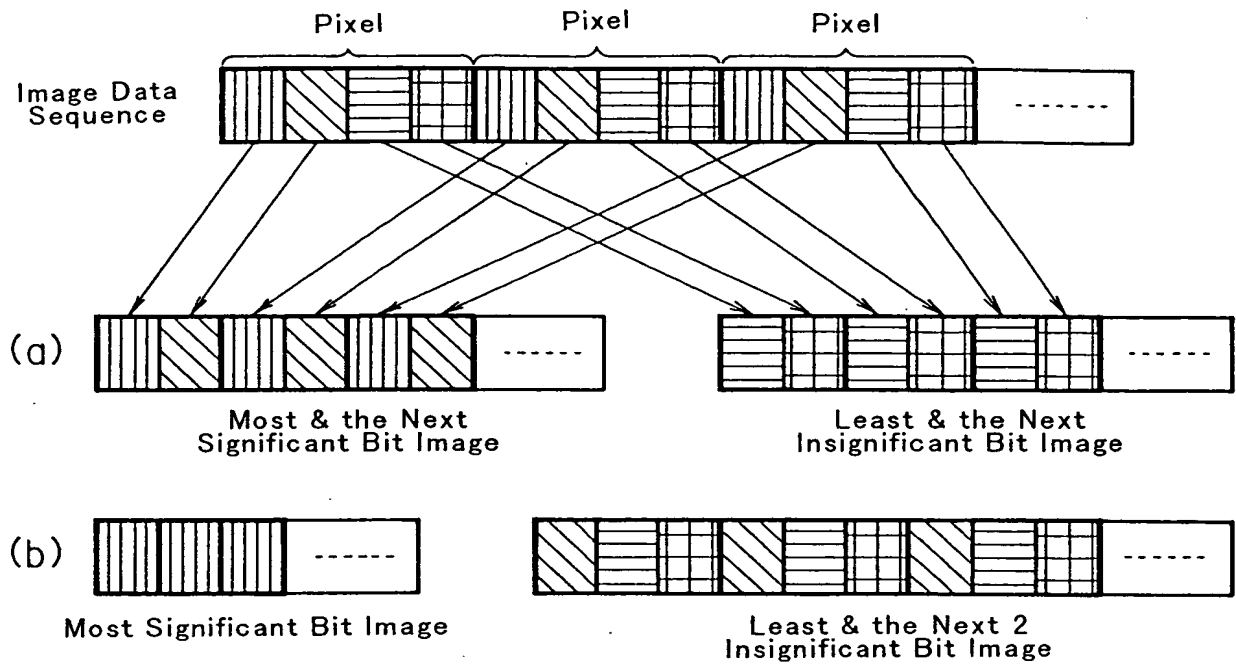 Pixel Pixel Pixel
Image Data
Sequence
(a)
Most & the Next
Significant Bit Image
Least & the Next
Insignificant Bit Image
(b)
Most Significant Bit Image
Least & the Next 2
Insignificant Bit Image